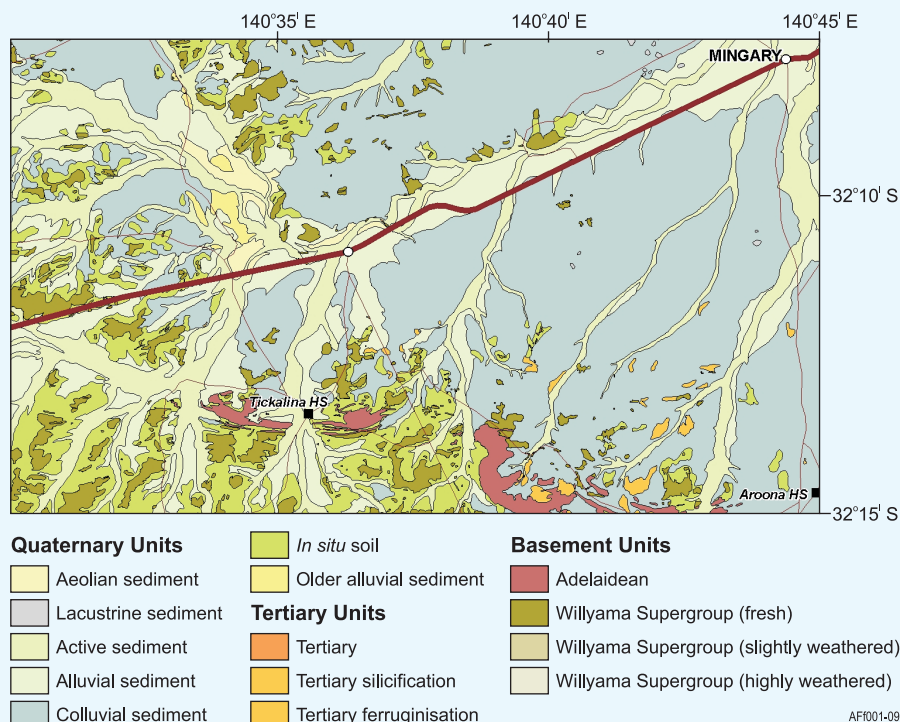 140°35' E
140°40' E
140°45' E
MINGARY
32°10' S
Tickalina HS
Aroona HS
32°15' S
Quaternary Units
Aeolian sediment
Lacustrine sediment
Active sediment
Alluvial sediment
Colluvial sediment
In situ soil
Older alluvial sediment
Tertiary Units
Tertiary
Tertiary silicification
Tertiary ferruginisation
Basement Units
Adelaidean
Willyama Supergroup (fresh)
Willyama Supergroup (slightly weathered)
Willyama Supergroup (highly weathered)
AFf001-09